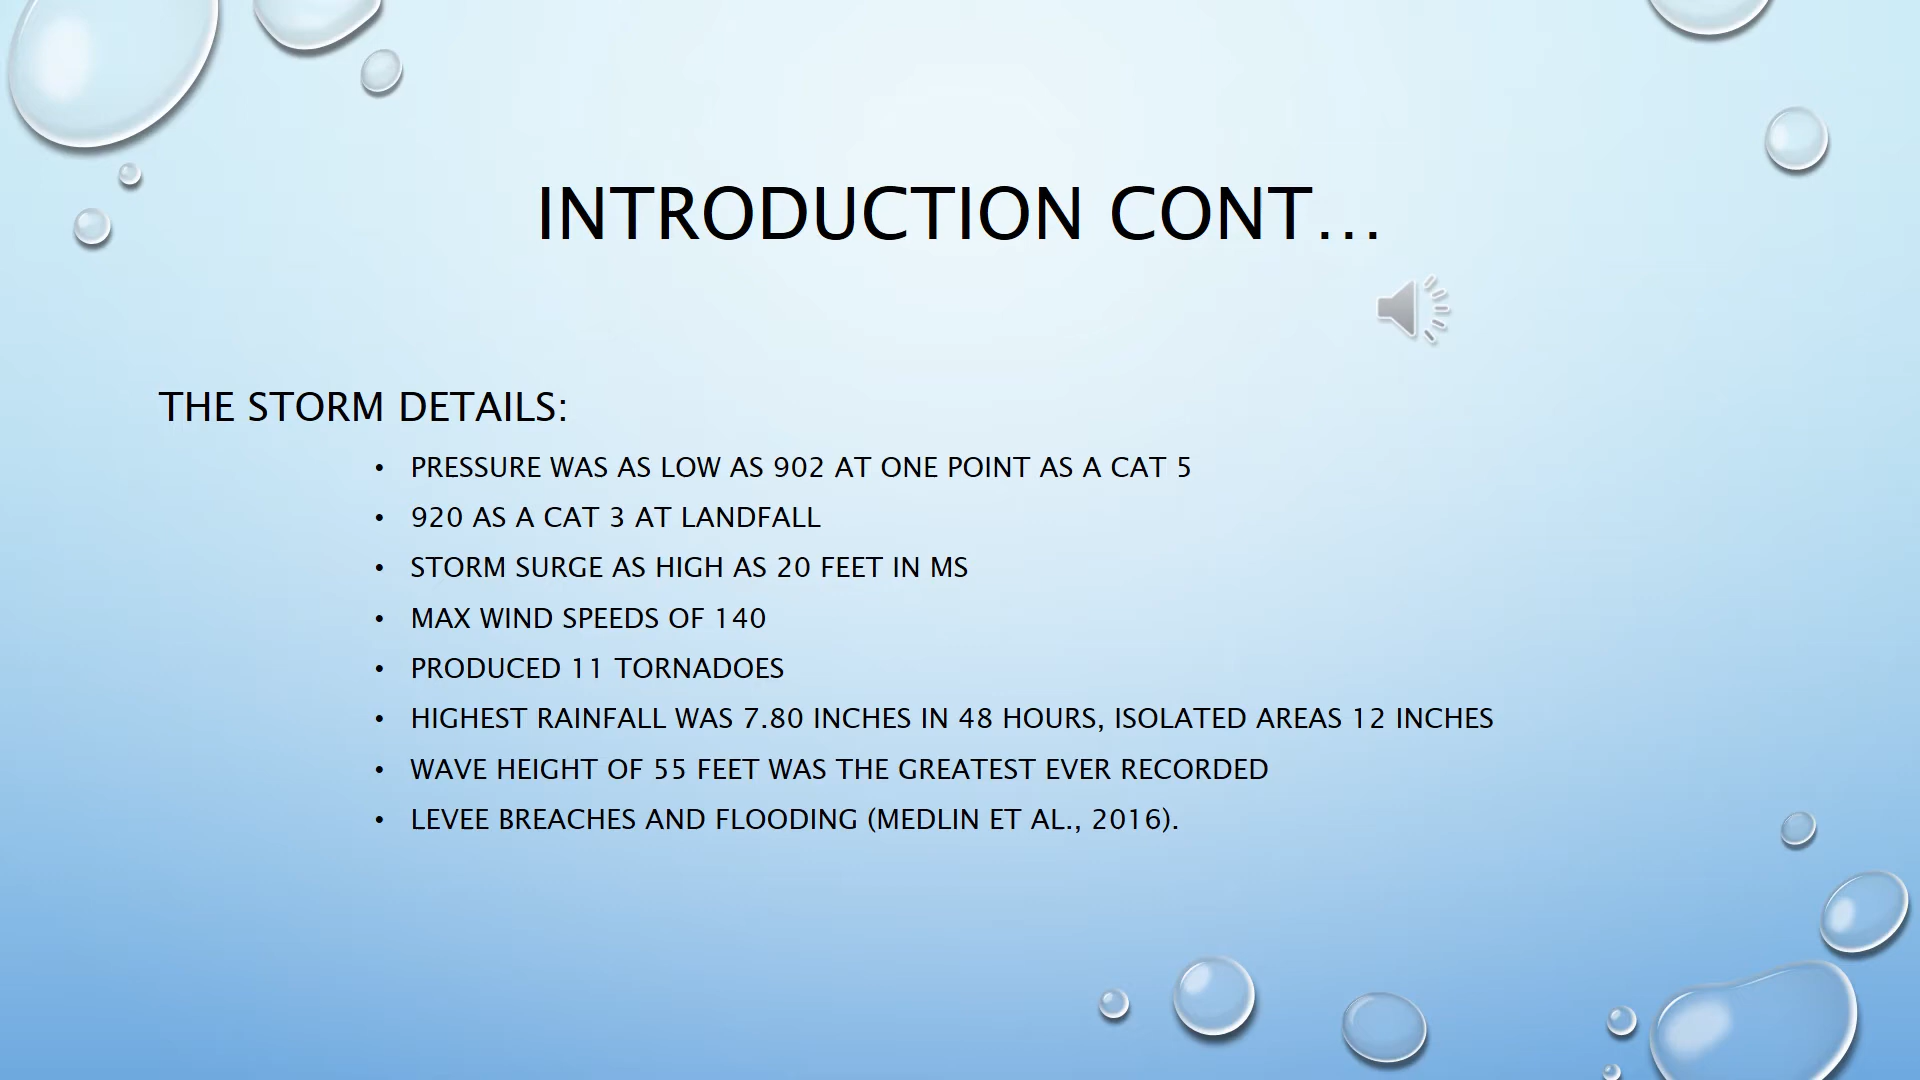 INTRODUCTION CONT...
THE STORM DETAILS:
• PRESSURE WAS AS LOW AS 902 AT ONE POINT AS A CAT 5
• 920 AS A CAT 3 AT LANDFALL
• STORM SURGE AS HIGH AS 20 FEET IN MS
• MAX WIND SPEEDS OF 140
• PRODUCED 11 TORNADOES
• HIGHEST RAINFALL WAS 7.80 INCHES IN 48 HOURS, ISOLATED AREAS 12 INCHES
• WAVE HEIGHT OF 55 FEET WAS THE GREATEST EVER RECORDED
• LEVEE BREACHES AND FLOODING (MEDLIN ET AL., 2016).